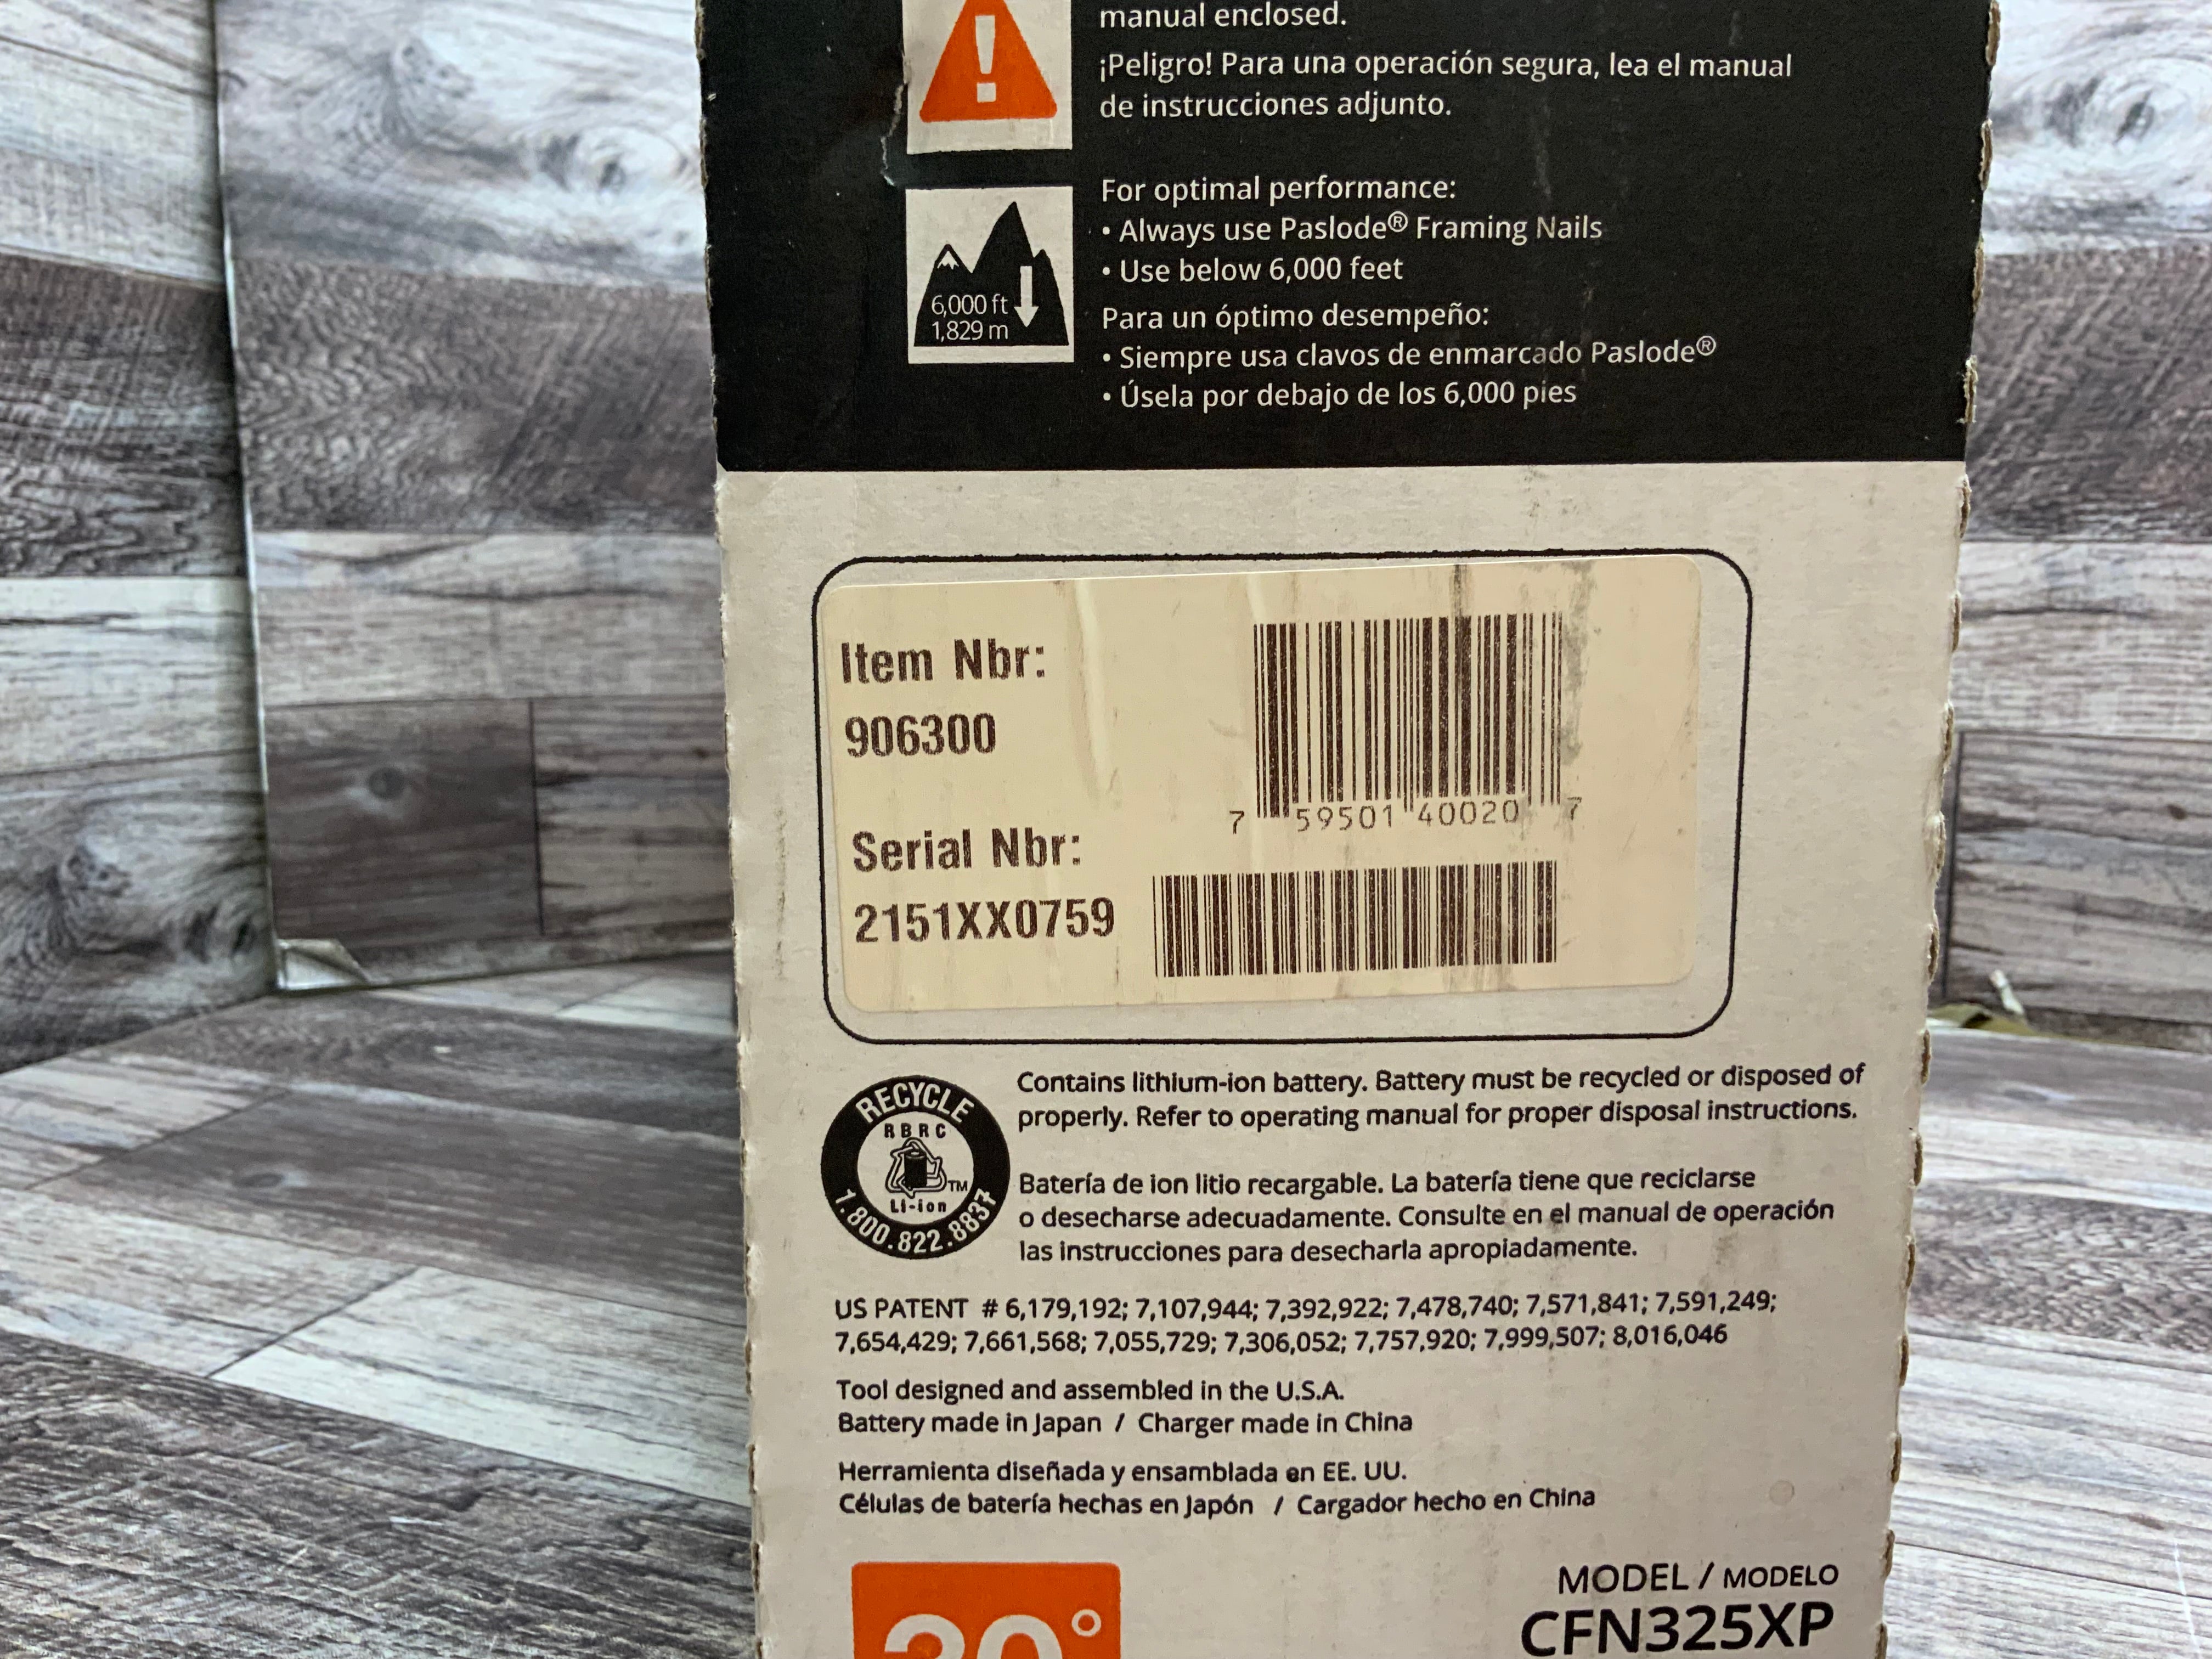 manual enclosed.
¡Peligro! Para una operación segura, lea el manual
de instrucciones adjunto.
For optimal performance:
• Always use Paslode® Framing Nails
• Use below 6,000 feet
6,000 ft
1,829 m
Para un óptimo desempeño:
• Siempre usa clavos de enmarcado Paslode®
• Úsela por debajo de los 6,000 pies
Item Nbr:
906300
7 59501 40020 7
Serial Nbr:
2151XX0759
RECYCLE
RBRC
TM
Li-ion
1.800.822.8837
Contains lithium-ion battery. Battery must be recycled or disposed of
properly. Refer to operating manual for proper disposal instructions.
Batería de ion litio recargable. La batería tiene que reciclarse
o desecharse adecuadamente. Consulte en el manual de operación
las instrucciones para desecharla apropiadamente.
US PATENT # 6,179,192; 7,107,944; 7,392,922; 7,478,740; 7,571,841; 7,591,249;
7,654,429; 7,661,568; 7,055,729; 7,306,052; 7,757,920; 7,999,507; 8,016,046
Tool designed and assembled in the U.S.A.
Battery made in Japan / Charger made in China
Herramienta diseñada y ensamblada en EE. UU.
Células de batería hechas en Japón / Cargador hecho en China
MODEL / MODELO
CFN325XP